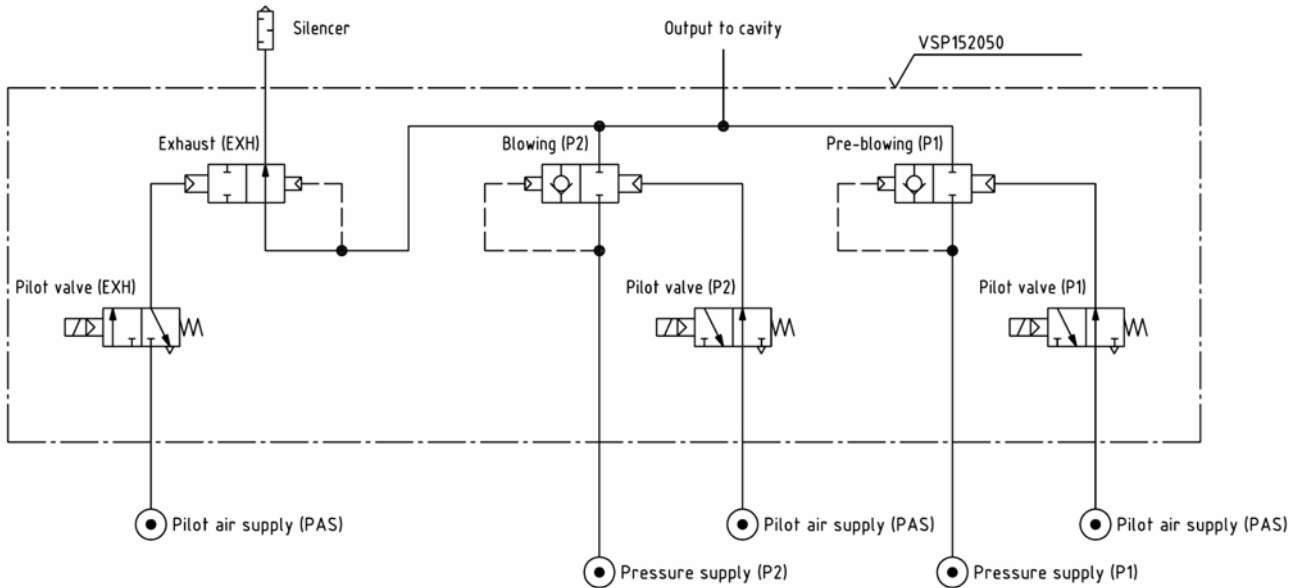 Silencer
Output to cavity
VSP152050
Exhaust (EXH)
Blowing (P2)
Pre-blowing (P1)
Pilot valve (EXH)
Pilot valve (P2)
Pilot valve (P1)
Pilot air supply (PAS)
Pilot air supply (PAS)
Pilot air supply (PAS)
Pressure supply (P2)
Pressure supply (P1)